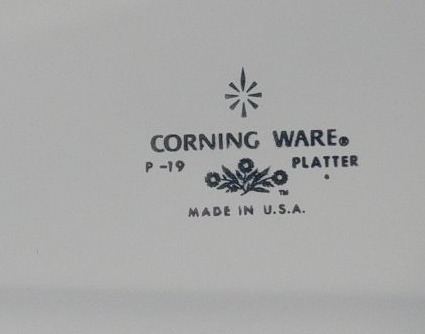 CORNING WARE®
P-19 PLATTER
TM
MADE IN U.S.A.